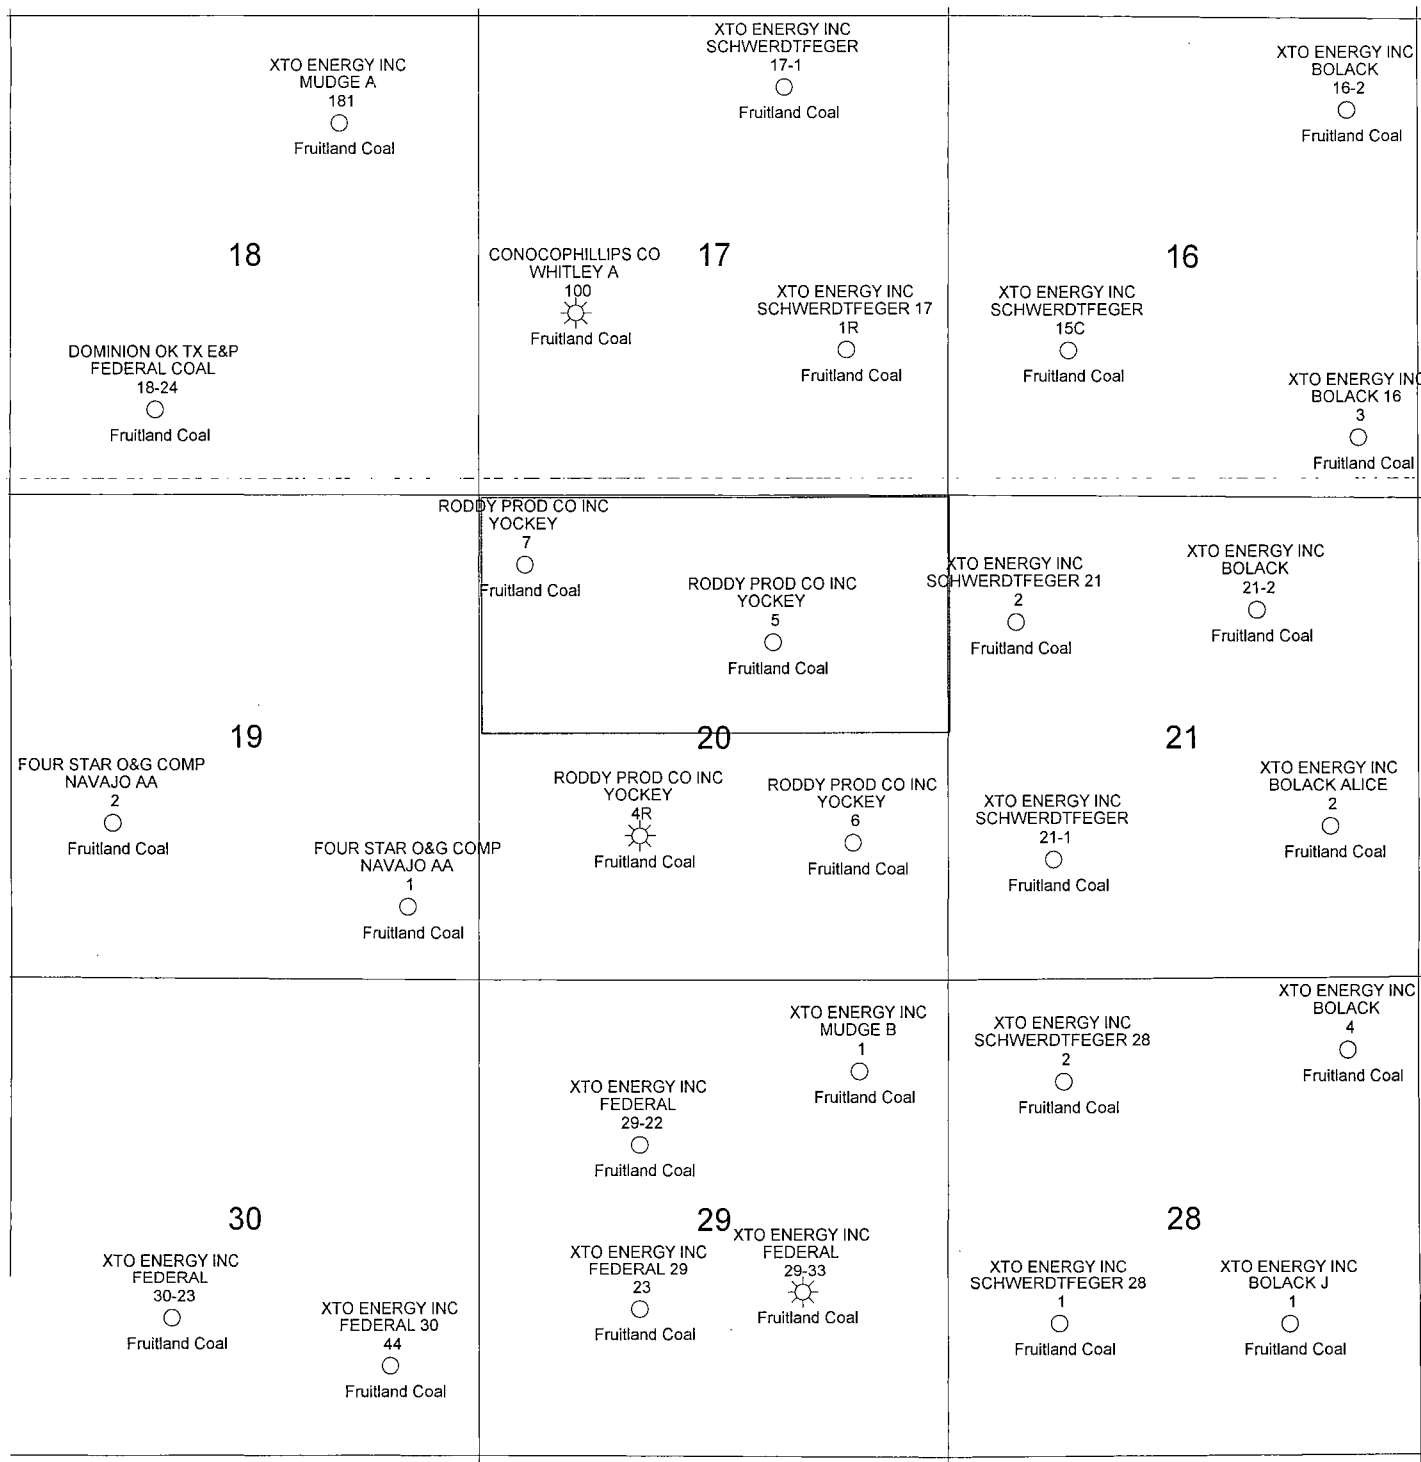 XTO ENERGY INC
MUDGE A
181
Fruitland Coal
18
DOMINION OK TX E&P
FEDERAL COAL
18-24
Fruitland Coal
XTO ENERGY INC
SCHWERDTFEGER
17-1
Fruitland Coal
CONOCOPHILLIPS CO
WHITLEY A
100
Fruitland Coal
17
XTO ENERGY INC
SCHWERDTFEGER 17
1R
Fruitland Coal
XTO ENERGY INC
BOLACK
16-2
Fruitland Coal
16
XTO ENERGY INC
SCHWERDTFEGER
15C
Fruitland Coal
XTO ENERGY INC
BOLACK 16
3
Fruitland Coal
19
FOUR STAR O&G COMP
NAVAJO AA
2
Fruitland Coal
FOUR STAR O&G COMP
NAVAJO AA
1
Fruitland Coal
RODDY PROD CO INC
YOCKEY
7
Fruitland Coal
RODDY PROD CO INC
YOCKEY
5
Fruitland Coal
20
RODDY PROD CO INC
YOCKEY
4R
Fruitland Coal
RODDY PROD CO INC
YOCKEY
6
Fruitland Coal
XTO ENERGY INC
SCHWERDTFEGER 21
2
Fruitland Coal
XTO ENERGY INC
BOLACK
21-2
Fruitland Coal
21
XTO ENERGY INC
SCHWERDTFEGER
21-1
Fruitland Coal
XTO ENERGY INC
BOLACK ALICE
2
Fruitland Coal
30
XTO ENERGY INC
FEDERAL
30-23
Fruitland Coal
XTO ENERGY INC
FEDERAL 30
44
Fruitland Coal
XTO ENERGY INC
MUDGE B
1
Fruitland Coal
XTO ENERGY INC
FEDERAL
29-22
Fruitland Coal
29
XTO ENERGY INC
FEDERAL 29
23
Fruitland Coal
XTO ENERGY INC
FEDERAL
29-33
Fruitland Coal
XTO ENERGY INC
SCHWERDTFEGER 28
2
Fruitland Coal
XTO ENERGY INC
BOLACK
4
Fruitland Coal
28
XTO ENERGY INC
SCHWERDTFEGER 28
1
Fruitland Coal
XTO ENERGY INC
BOLACK J
1
Fruitland Coal